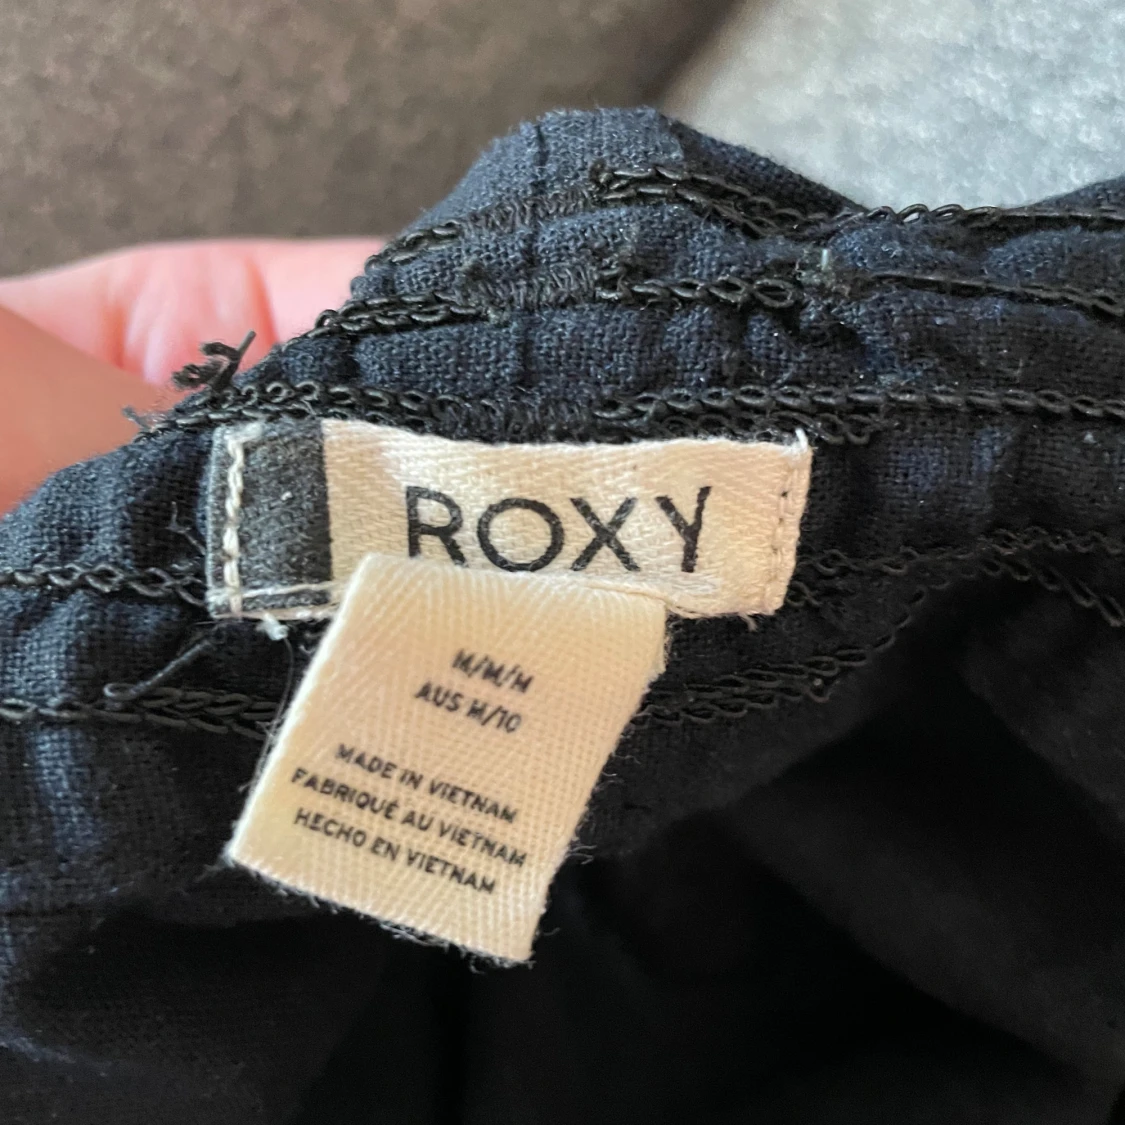 ROXY
M/M/M
AUS M/10
MADE IN VIETNAM
FABRIQUÉ AU VIETNAM
HECHO EN VIETNAM